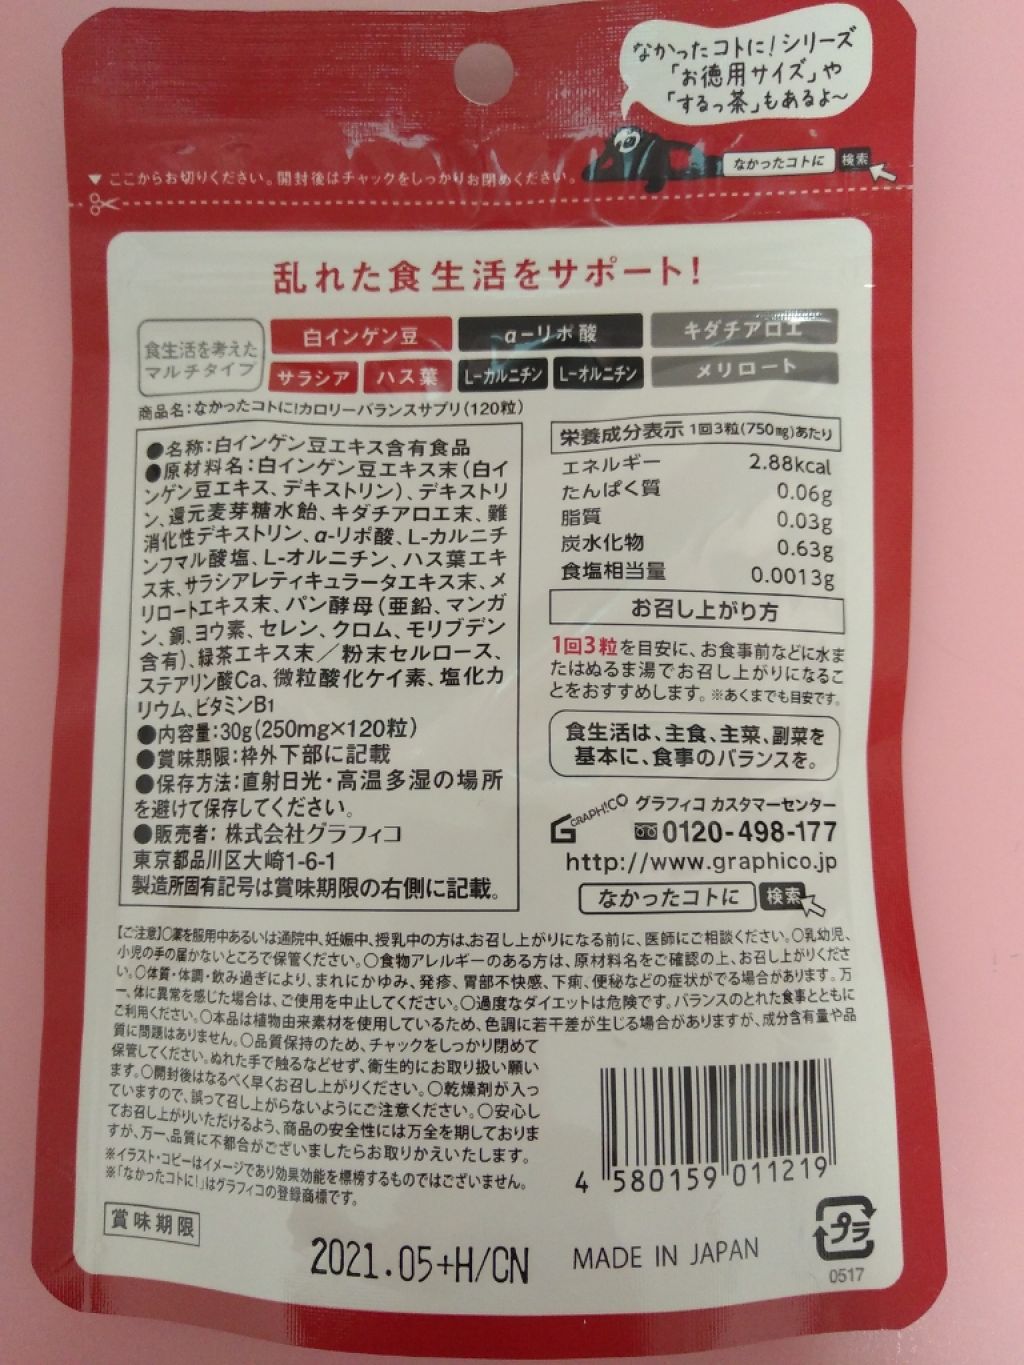 なかったコトに!シリーズ
「お徳用サイズ」や
「するっ茶」もあるよ〜
なかったコトに 検索
▼ ここからお切りください。開封後はチャックをしっかりお閉めください。
乱れた食生活をサポート!
食生活を考えた
マルチタイプ
白インゲン豆 α-リポ酸 キダチアロエ
サラシア ハス葉 L-カルニチン L-オルニチン メリロート
商品名:なかったコトに!カロリーバランスサプリ(120粒)
●名称:白インゲン豆エキス含有食品
●原材料名:白インゲン豆エキス末(白イ
ンゲン豆エキス、デキストリン)、デキストリ
ン、還元麦芽糖水飴、キダチアロエ末、難
消化性デキストリン、α-リポ酸、L-カルニチ
ンフマル酸塩、L-オルニチン、ハス葉エキ
ス末、サラシアレティキュラータエキス末、メ
リロートエキス末、パン酵母(亜鉛、マンガ
ン、銅、ヨウ素、セレン、クロム、モリブデン
含有)、緑茶エキス末/粉末セルロース、
ステアリン酸Ca、微粒酸化ケイ素、塩化カ
リウム、ビタミンB1
●内容量:30g(250mg×120粒)
●賞味期限:枠外下部に記載
●保存方法:直射日光・高温多湿の場所
を避けて保存してください。
●販売者:株式会社グラフィコ
東京都品川区大崎1-6-1
製造所固有記号は賞味期限の右側に記載。
栄養成分表示 1回3粒(750mg)あたり
エネルギー 2.88kcal
たんぱく質 0.06g
脂質 0.03g
炭水化物 0.63g
食塩相当量 0.0013g
お召し上がり方
1回3粒を目安に、お食事前などに水ま
たはぬるま湯でお召し上がりになるこ
とをおすすめします。※あくまでも目安です。
食生活は、主食、主菜、副菜を
基本に、食事のバランスを。
GRAPH!CO グラフィコ カスタマーセンター
0120-498-177
http://www.graphico.jp
なかったコトに 検索
【ご注意】○薬を服用中あるいは通院中、妊娠中、授乳中の方は、お召し上がりになる前に、医師にご相談ください。○乳幼児、
小児の手の届かないところで保管ください。○食物アレルギーのある方は、原材料名をご確認の上、お召し上がりくださ
い。○体質・体調・飲み過ぎにより、まれにかゆみ、発疹、胃部不快感、下痢、便秘などの症状がでる場合があります。万
一、体に異常を感じた場合は、ご使用を中止してください。○過度なダイエットは危険です。バランスのとれた食事とともに
ご利用ください。○本品は植物由来素材を使用しているため、色調に若干差が生じる場合がありますが、成分含有量や品
質に問題はありません。○品質保持のため、チャックをしっかり閉めて
保管してください。ぬれた手で触るなどせず、衛生的にお取り扱い願い
ます。○開封後はなるべく早くお召し上がりください。○乾燥剤が入っ
ていますので、誤って召し上がらないようにご注意ください。○安心し
てお召し上がりいただけるよう、商品の安全性には万全を期しておりま
すが、万一、品質に不都合がございましたらお取りかえいたします。
※イラスト・コピーはイメージであり効果効能を標榜するものではございません。
※「なかったコトに!」はグラフィコの登録商標です。
4 580159 011219
賞味期限
2021.05+H/CN
MADE IN JAPAN
プラ
0517